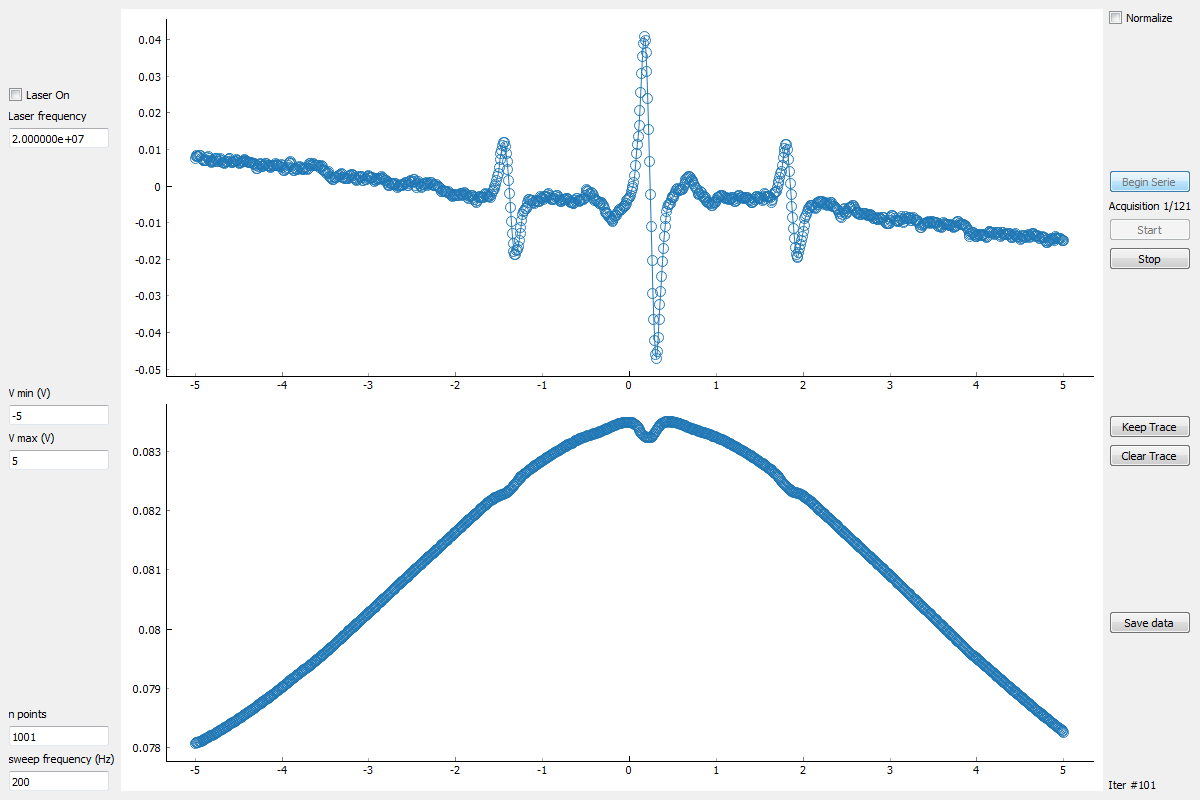 Laser On
Laser frequency
2.000000e+07
V min (V)
-5
V max (V)
5
n points
1001
sweep frequency (Hz)
200
0.04
0.03
0.02
0.01
0
-0.01
-0.02
-0.03
-0.04
-0.05
-5 -4 -3 -2 -1 0 1 2 3 4 5
0.083
0.082
0.081
0.08
0.079
0.078
-5 -4 -3 -2 -1 0 1 2 3 4 5
Normalize
Begin Serie
Acquisition 1/121
Start
Stop
Keep Trace
Clear Trace
Save data
Iter #101